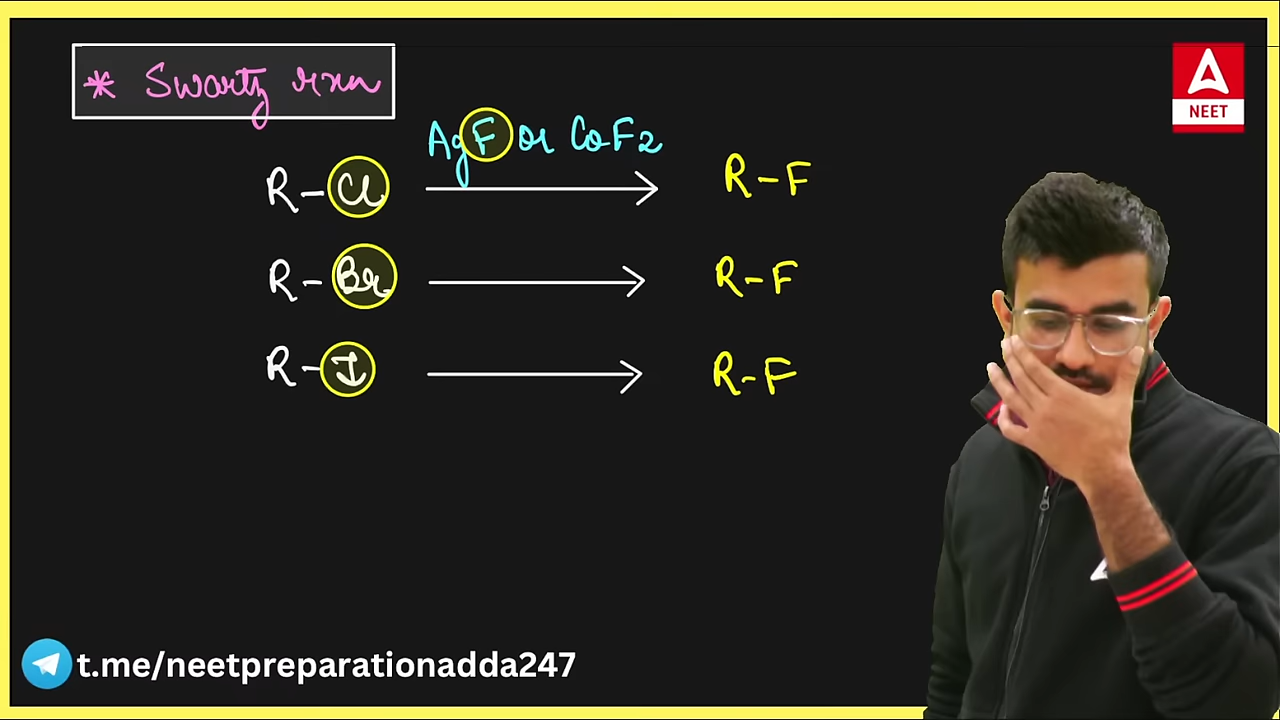 * Swartz rxn
AgF or CoF2
R-Cl → R-F
R-Br → R-F
R-I → R-F
NEET
t.me/neetpreparationadda247